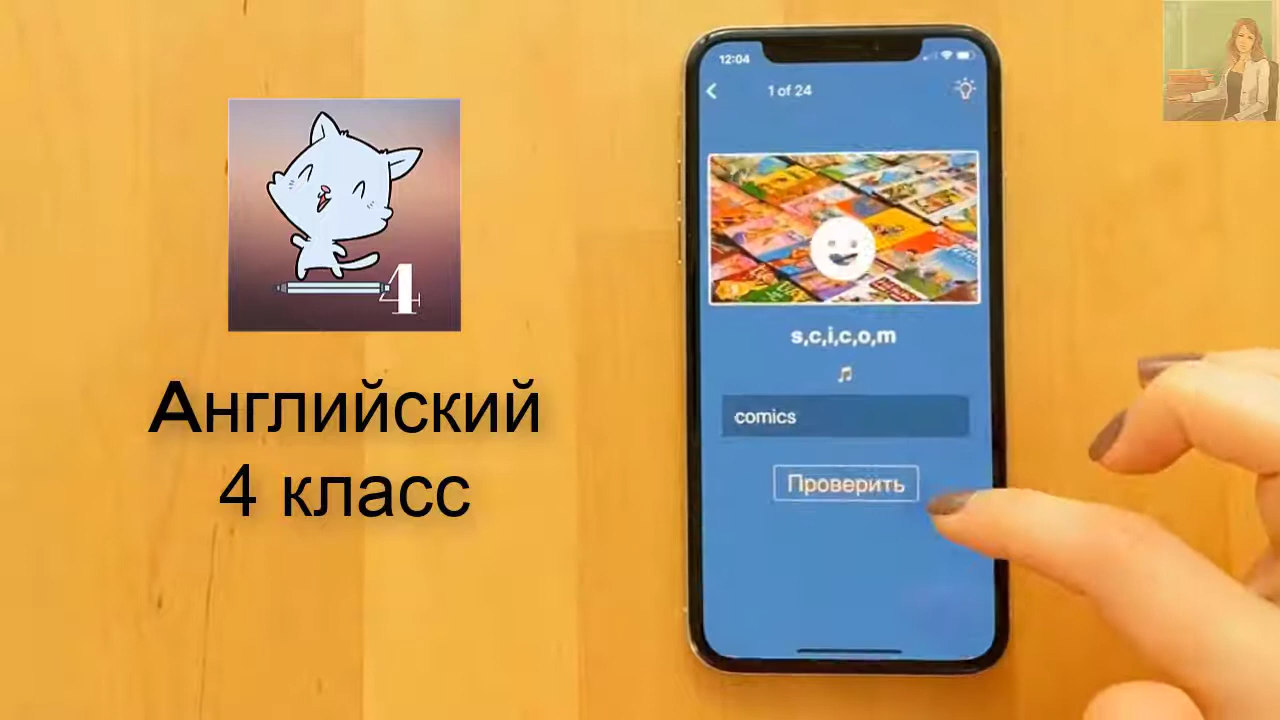 4
Английский
4 класс
12:04
1 of 24
s,c,i,c,o,m
comics
Проверить